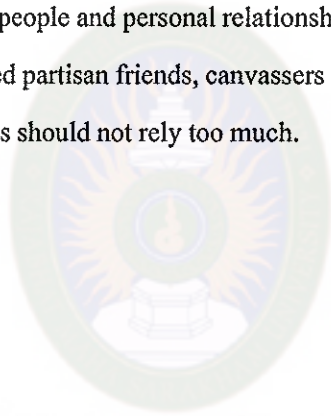 people and personal relationsh
ed partisan friends, canvassers
s should not rely too much.